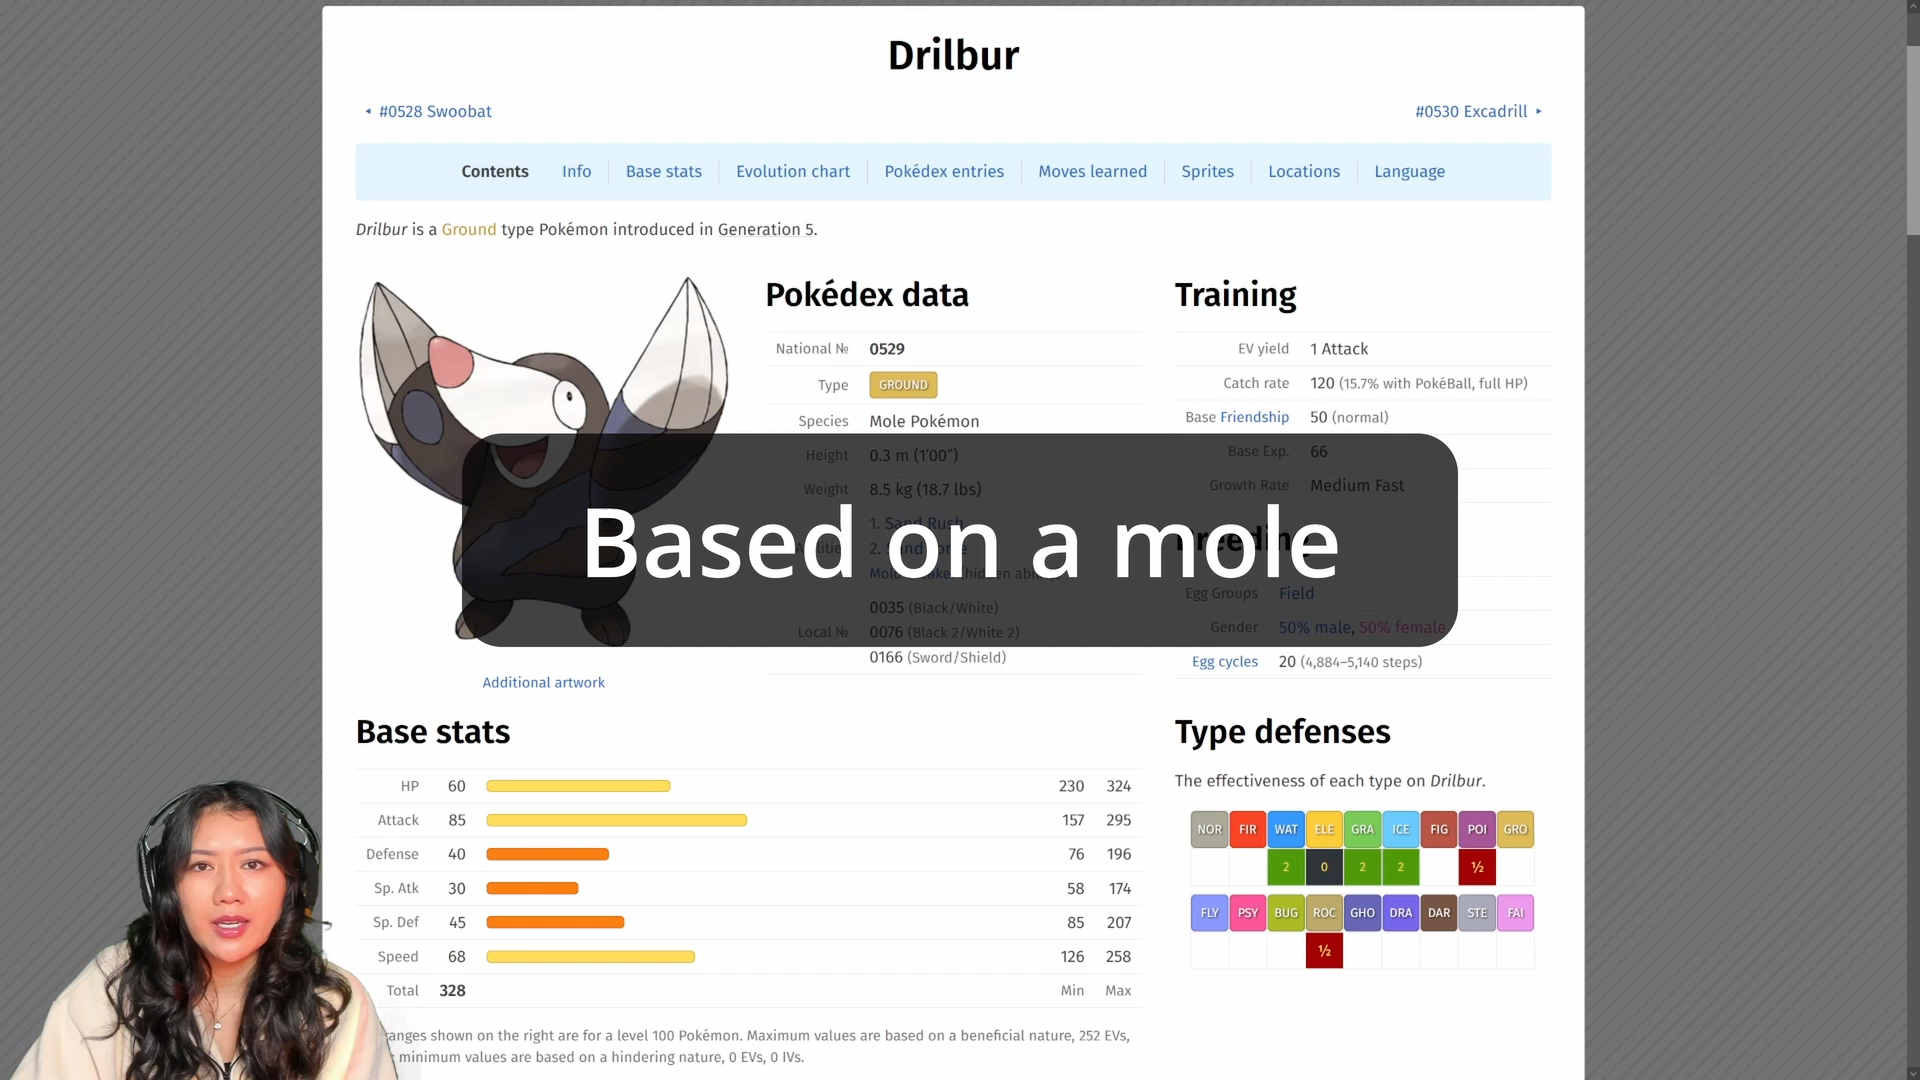 Drilbur
◂ #0528 Swoobat
#0530 Excadrill ▸
Contents Info Base stats Evolution chart Pokédex entries Moves learned Sprites Locations Language
Drilbur is a Ground type Pokémon introduced in Generation 5.
Pokédex data
National № 0529
Type GROUND
Species Mole Pokémon
Height 0.3 m (1′00″)
Weight 8.5 kg (18.7 lbs)
1. Sand Rush
2. Sand
(hidden
0035 (Black/White)
Local № 0076 (Black 2/White 2)
0166 (Sword/Shield)
Training
EV yield 1 Attack
Catch rate 120 (15.7% with PokéBall, full HP)
Base Friendship 50 (normal)
Base Exp. 66
Growth Rate Medium Fast
Breeding
Egg Groups Field
Gender 50% male, 50% female
Egg cycles 20 (4,884–5,140 steps)
Based on a mole
Additional artwork
Base stats
HP 60 230 324
Attack 85 157 295
Defense 40 76 196
Sp. Atk 30 58 174
Sp. Def 45 85 207
Speed 68 126 258
Total 328 Min Max
anges shown on the right are for a level 100 Pokémon. Maximum values are based on a beneficial nature, 252 EVs,
minimum values are based on a hindering nature, 0 EVs, 0 IVs.
Type defenses
The effectiveness of each type on Drilbur.
NOR FIR WAT ELE GRA ICE FIG POI GRO
2 0 2 2 ½
FLY PSY BUG ROC GHO DRA DAR STE FAI
½